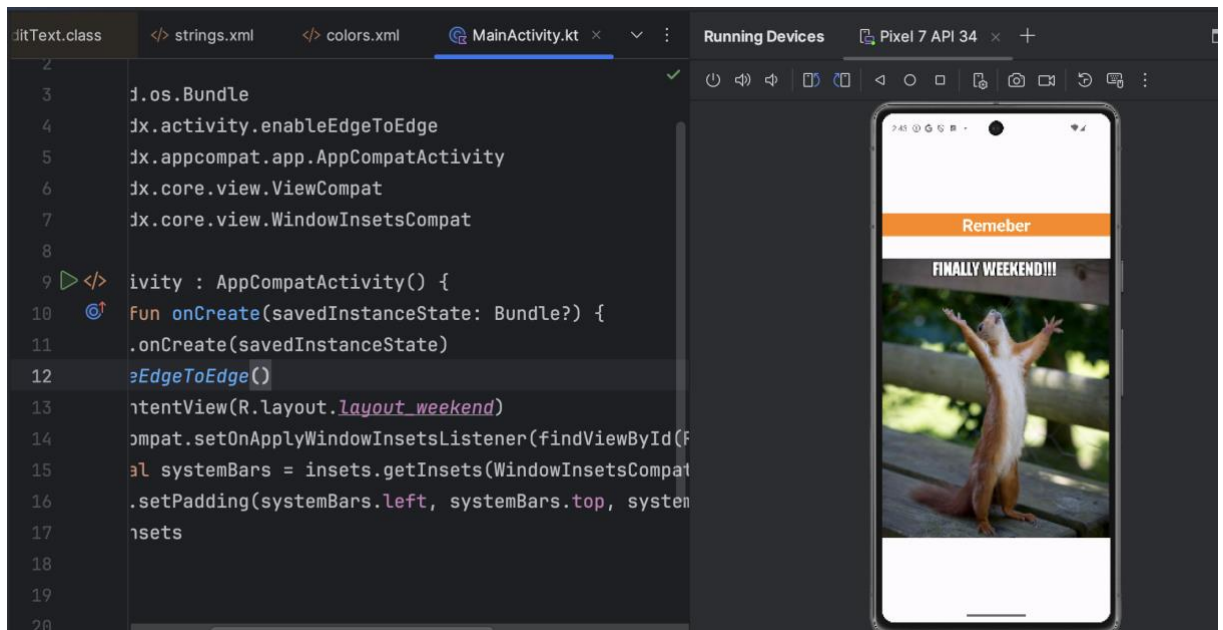 ditText.class
</> strings.xml
</> colors.xml
MainActivity.kt
Running Devices
Pixel 7 API 34
2
3 d.os.Bundle
4 dx.activity.enableEdgeToEdge
5 dx.appcompat.app.AppCompatActivity
6 dx.core.view.ViewCompat
7 dx.core.view.WindowInsetsCompat
8
9 </> ivity : AppCompatActivity() {
10 fun onCreate(savedInstanceState: Bundle?) {
11 .onCreate(savedInstanceState)
12 eEdgeToEdge()
13 ntentView(R.layout.layout_weekend)
14 ompat.setOnApplyWindowInsetsListener(findViewById(R
15 al systemBars = insets.getInsets(WindowInsetsCompat
16 .setPadding(systemBars.left, systemBars.top, system
17 nsets
18
19
20
2:43
Remeber
FINALLY WEEKEND!!!